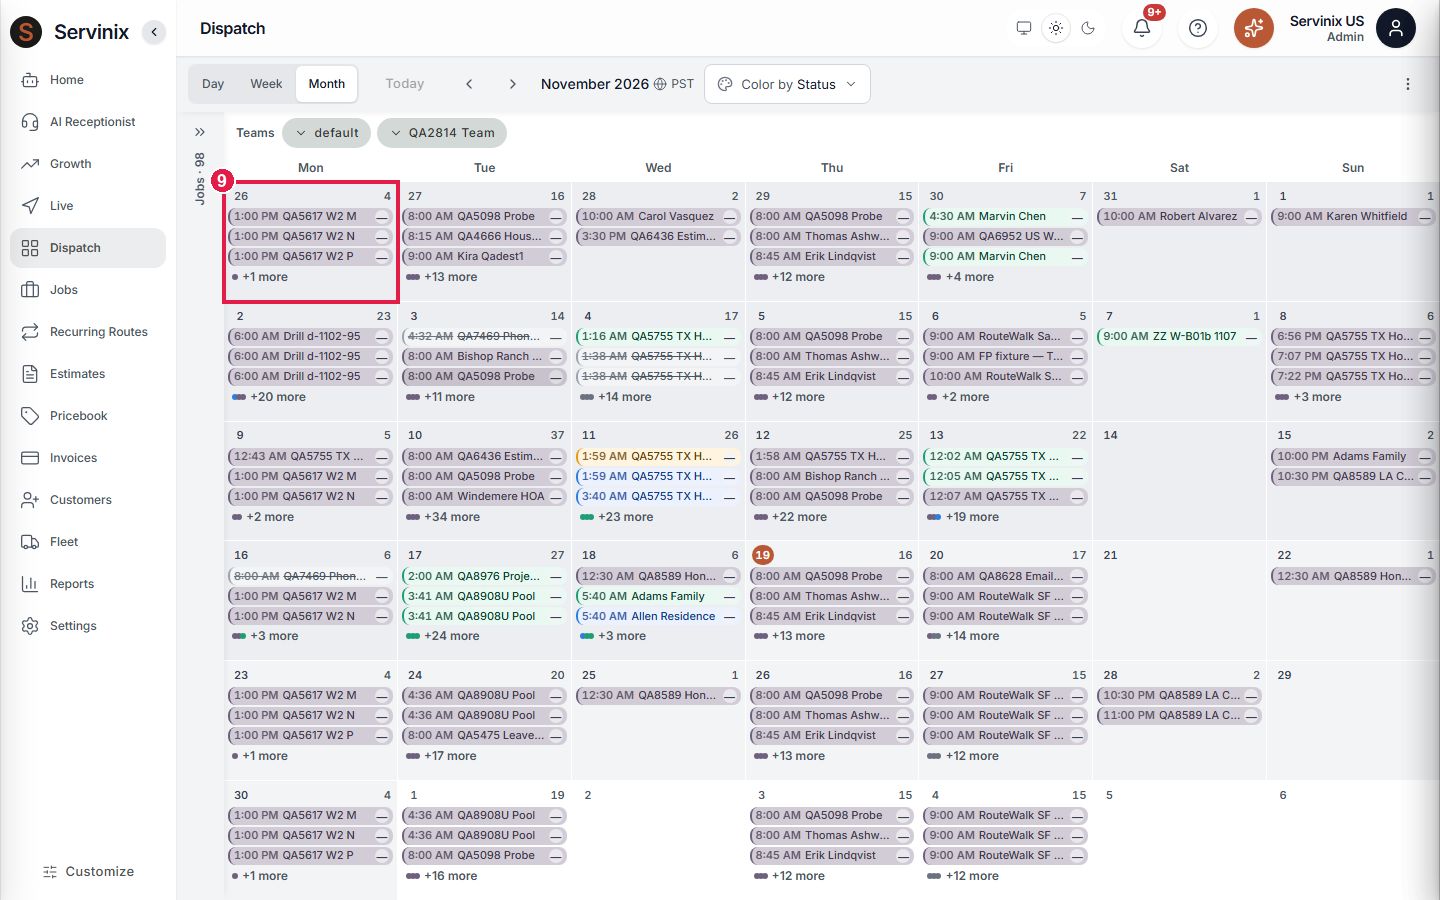 Servinix
Dispatch
9+
Servinix US
Admin
Home
AI Receptionist
Growth
Live
Dispatch
Jobs
Recurring Routes
Estimates
Pricebook
Invoices
Customers
Fleet
Reports
Settings
Customize
Day Week Month Today November 2026 PST Color by Status
Jobs · 98
Teams default QA2814 Team
Mon Tue Wed Thu Fri Sat Sun
9
26 4
1:00 PM QA5617 W2 M
1:00 PM QA5617 W2 N
1:00 PM QA5617 W2 P
+1 more
27 16
8:00 AM QA5098 Probe
8:15 AM QA4666 Hous...
9:00 AM Kira Qadest1
+13 more
28 2
10:00 AM Carol Vasquez
3:30 PM QA6436 Estim...
29 15
8:00 AM QA5098 Probe
8:00 AM Thomas Ashw...
8:45 AM Erik Lindqvist
+12 more
30 7
4:30 AM Marvin Chen
9:00 AM QA6952 US W...
9:00 AM Marvin Chen
+4 more
31 1
10:00 AM Robert Alvarez
1 1
9:00 AM Karen Whitfield
2 23
6:00 AM Drill d-1102-95
6:00 AM Drill d-1102-95
6:00 AM Drill d-1102-95
+20 more
3 14
4:32 AM QA7469 Phon...
8:00 AM Bishop Ranch ...
8:00 AM QA5098 Probe
+11 more
4 17
1:16 AM QA5755 TX H...
1:38 AM QA5755 TX H...
1:38 AM QA5755 TX H...
+14 more
5 15
8:00 AM QA5098 Probe
8:00 AM Thomas Ashw...
8:45 AM Erik Lindqvist
+12 more
6 5
9:00 AM RouteWalk Sa...
9:00 AM FP fixture — T...
10:00 AM RouteWalk S...
+2 more
7 1
9:00 AM ZZ W-B01b 1107
8 6
6:56 PM QA5755 TX Ho...
7:07 PM QA5755 TX Ho...
7:22 PM QA5755 TX Ho...
+3 more
9 5
12:43 AM QA5755 TX ...
1:00 PM QA5617 W2 M
1:00 PM QA5617 W2 N
+2 more
10 37
8:00 AM QA6436 Estim...
8:00 AM QA5098 Probe
8:00 AM Windemere HOA
+34 more
11 26
1:59 AM QA5755 TX H...
1:59 AM QA5755 TX H...
3:40 AM QA5755 TX H...
+23 more
12 25
1:58 AM QA5755 TX H...
8:00 AM Bishop Ranch ...
8:00 AM QA5098 Probe
+22 more
13 22
12:02 AM QA5755 TX ...
12:05 AM QA5755 TX ...
12:07 AM QA5755 TX ...
+19 more
14
15 2
10:00 PM Adams Family
10:30 PM QA8589 LA C...
16 6
8:00 AM QA7469 Phon...
1:00 PM QA5617 W2 M
1:00 PM QA5617 W2 N
+3 more
17 27
2:00 AM QA8976 Proje...
3:41 AM QA8908U Pool
3:41 AM QA8908U Pool
+24 more
18 6
12:30 AM QA8589 Hon...
5:40 AM Adams Family
5:40 AM Allen Residence
+3 more
19 16
8:00 AM QA5098 Probe
8:00 AM Thomas Ashw...
8:45 AM Erik Lindqvist
+13 more
20 17
8:00 AM QA8628 Email...
9:00 AM RouteWalk SF ...
9:00 AM RouteWalk SF ...
+14 more
21
22 1
12:30 AM QA8589 Hon...
23 4
1:00 PM QA5617 W2 M
1:00 PM QA5617 W2 N
1:00 PM QA5617 W2 P
+1 more
24 20
4:36 AM QA8908U Pool
4:36 AM QA8908U Pool
8:00 AM QA5475 Leave...
+17 more
25 1
12:30 AM QA8589 Hon...
26 16
8:00 AM QA5098 Probe
8:00 AM Thomas Ashw...
8:45 AM Erik Lindqvist
+13 more
27 15
9:00 AM RouteWalk SF ...
9:00 AM RouteWalk SF ...
9:00 AM RouteWalk SF ...
+12 more
28 2
10:30 PM QA8589 LA C...
11:00 PM QA8589 LA C...
29
30 4
1:00 PM QA5617 W2 M
1:00 PM QA5617 W2 N
1:00 PM QA5617 W2 P
+1 more
1 19
4:36 AM QA8908U Pool
4:36 AM QA8908U Pool
8:00 AM QA5098 Probe
+16 more
2
3 15
8:00 AM QA5098 Probe
8:00 AM Thomas Ashw...
8:45 AM Erik Lindqvist
+12 more
4 15
9:00 AM RouteWalk SF ...
9:00 AM RouteWalk SF ...
9:00 AM RouteWalk SF ...
+12 more
5
6